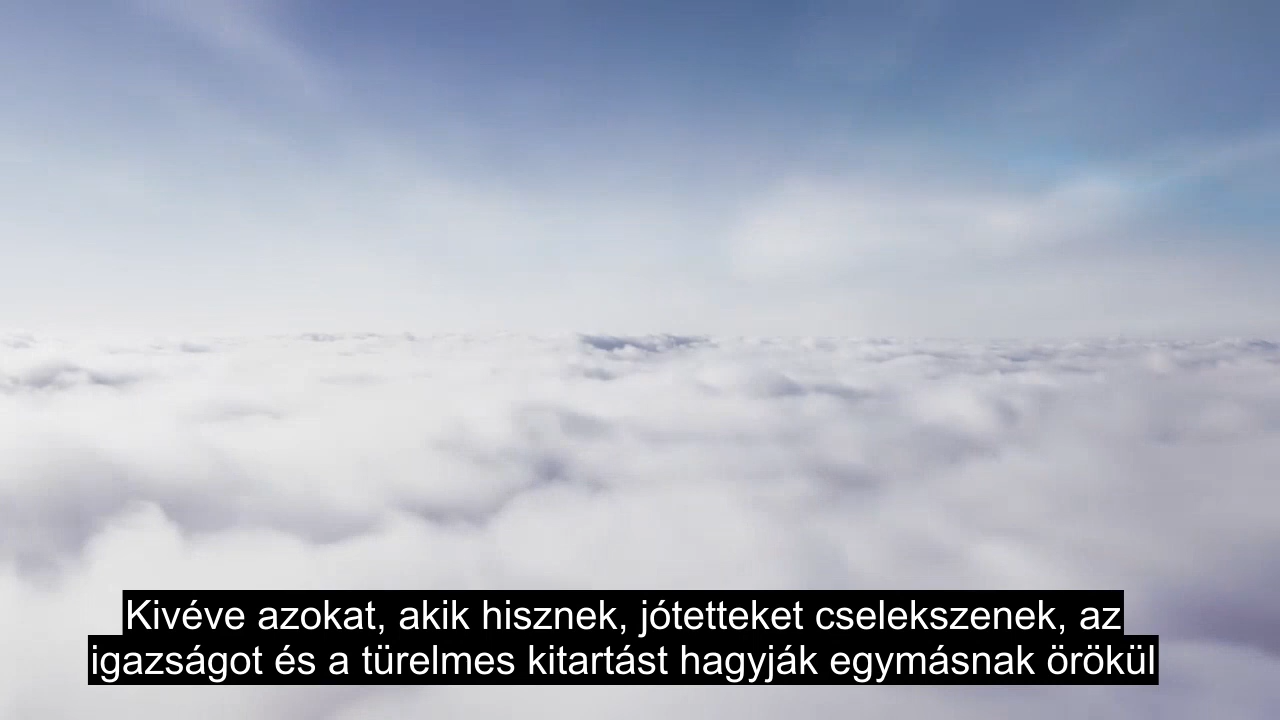 Kivéve azokat, akik hisznek, jótetteket cselekszenek, az
igazságot és a türelmes kitartást hagyják egymásnak örökül